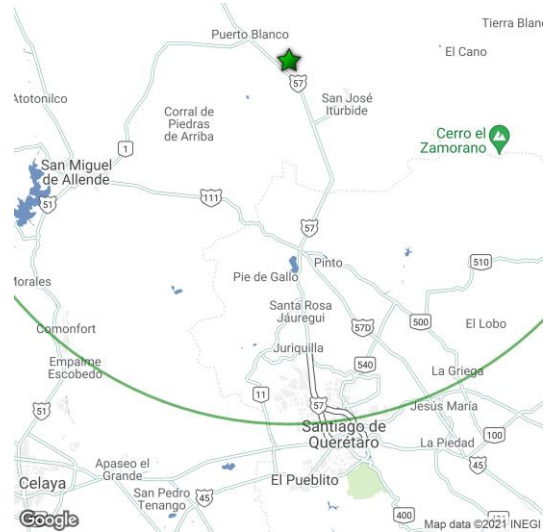 Tierra Blanc
Puerto Blanco
El Cano
57
San José
Iturbide
Atotonilco
Corral de
Piedras
de Arriba
1
Cerro el
Zamorano
San Miguel
de Allende
51
111
57
Pie de Gallo
Pinto
510
Morales
Santa Rosa
Jáuregui
57D
500
El Lobo
Comonfort
Juriquilla
540
Empalme
Escobedo
La Griega
11
57
Jesús María
51
Santiago de
Querétaro
100
La Piedad
Apaseo el
Grande
45
Celaya
El Pueblito
San Pedro
Tenango
45
400
Google
Map data ©2021 INEGI